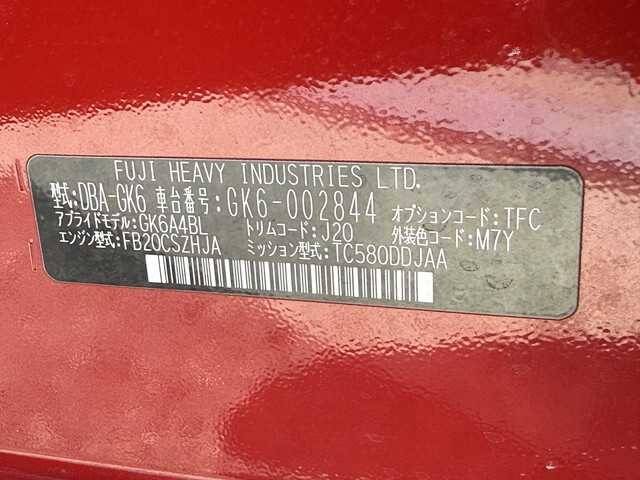 FUJI HEAVY INDUSTRIES LTD.
型式:DBA-GK6 車台番号:GK6-002844 オプションコード:TFC
アプライドモデル:GK6A4BL トリムコード:J20 外装色コード:M7Y
エンジン型式:FB20CSZHJA ミッション型式:TC580DDJAA